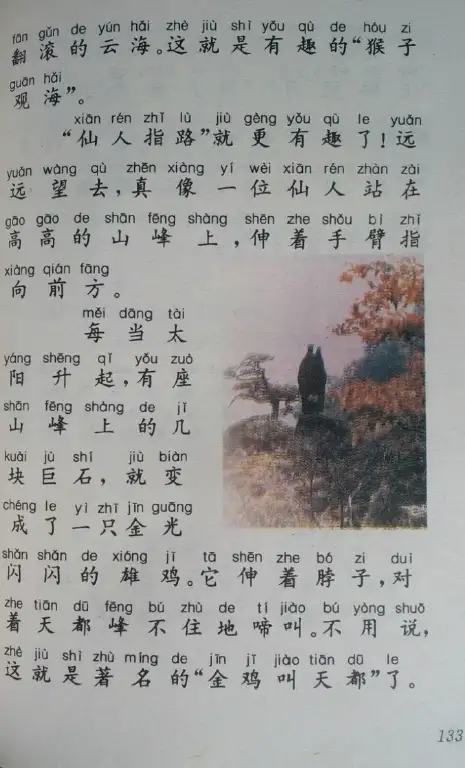 fān gǔn de yún hǎi zhè jiù shì yǒu qù de hóu zi
翻滚的云海。这就是有趣的“猴子
guān hǎi
观海”。
xiān rén zhǐ lù jiù gèng yǒu qù le yuǎn
“仙人指路”就更有趣了！远
yuǎn wàng qù zhēn xiàng yí wèi xiān rén zhàn zài
远望去，真像一位仙人站在
gāo gāo de shān fēng shàng shēn zhe shǒu bì zhǐ
高高的山峰上，伸着手臂指
xiàng qián fāng
向前方。
měi dāng tài
每当太
yáng shēng qǐ yǒu zuò
阳升起，有座
shān fēng shàng de jǐ
山峰上的几
kuài jù shí jiù biàn
块巨石，就变
chéng le yì zhī jīn guāng
成了一只金光
shǎn shǎn de xióng jī tā shēn zhe bó zi duì
闪闪的雄鸡。它伸着脖子，对
zhe tiān dū fēng bú zhù de tí jiào bú yòng shuō
着天都峰不住地啼叫。不用说，
zhè jiù shì zhù míng de jīn jī jiào tiān dū le
这就是著名的“金鸡叫天都”了。
133